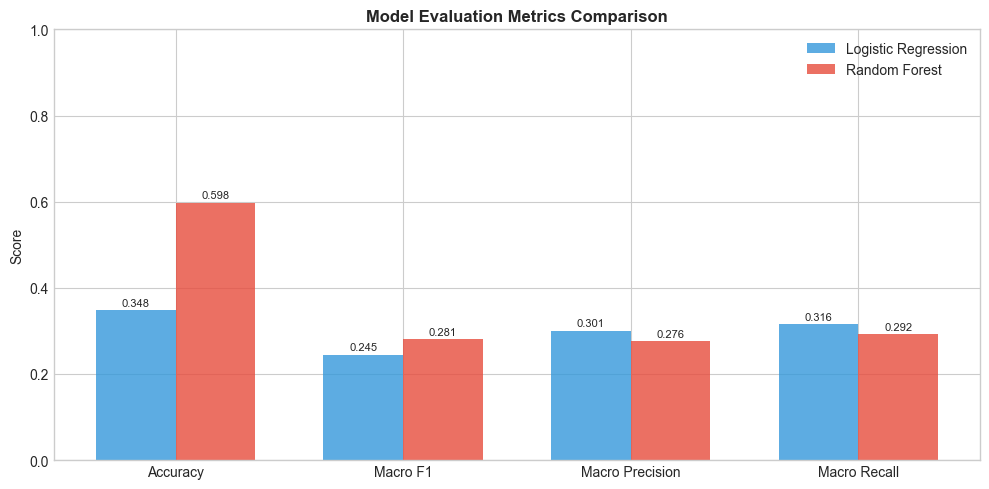 Model Evaluation Metrics Comparison
Logistic Regression
Random Forest
Score
1.0
0.8
0.6
0.4
0.2
0.0
0.348
0.598
0.245
0.281
0.301
0.276
0.316
0.292
Accuracy
Macro F1
Macro Precision
Macro Recall